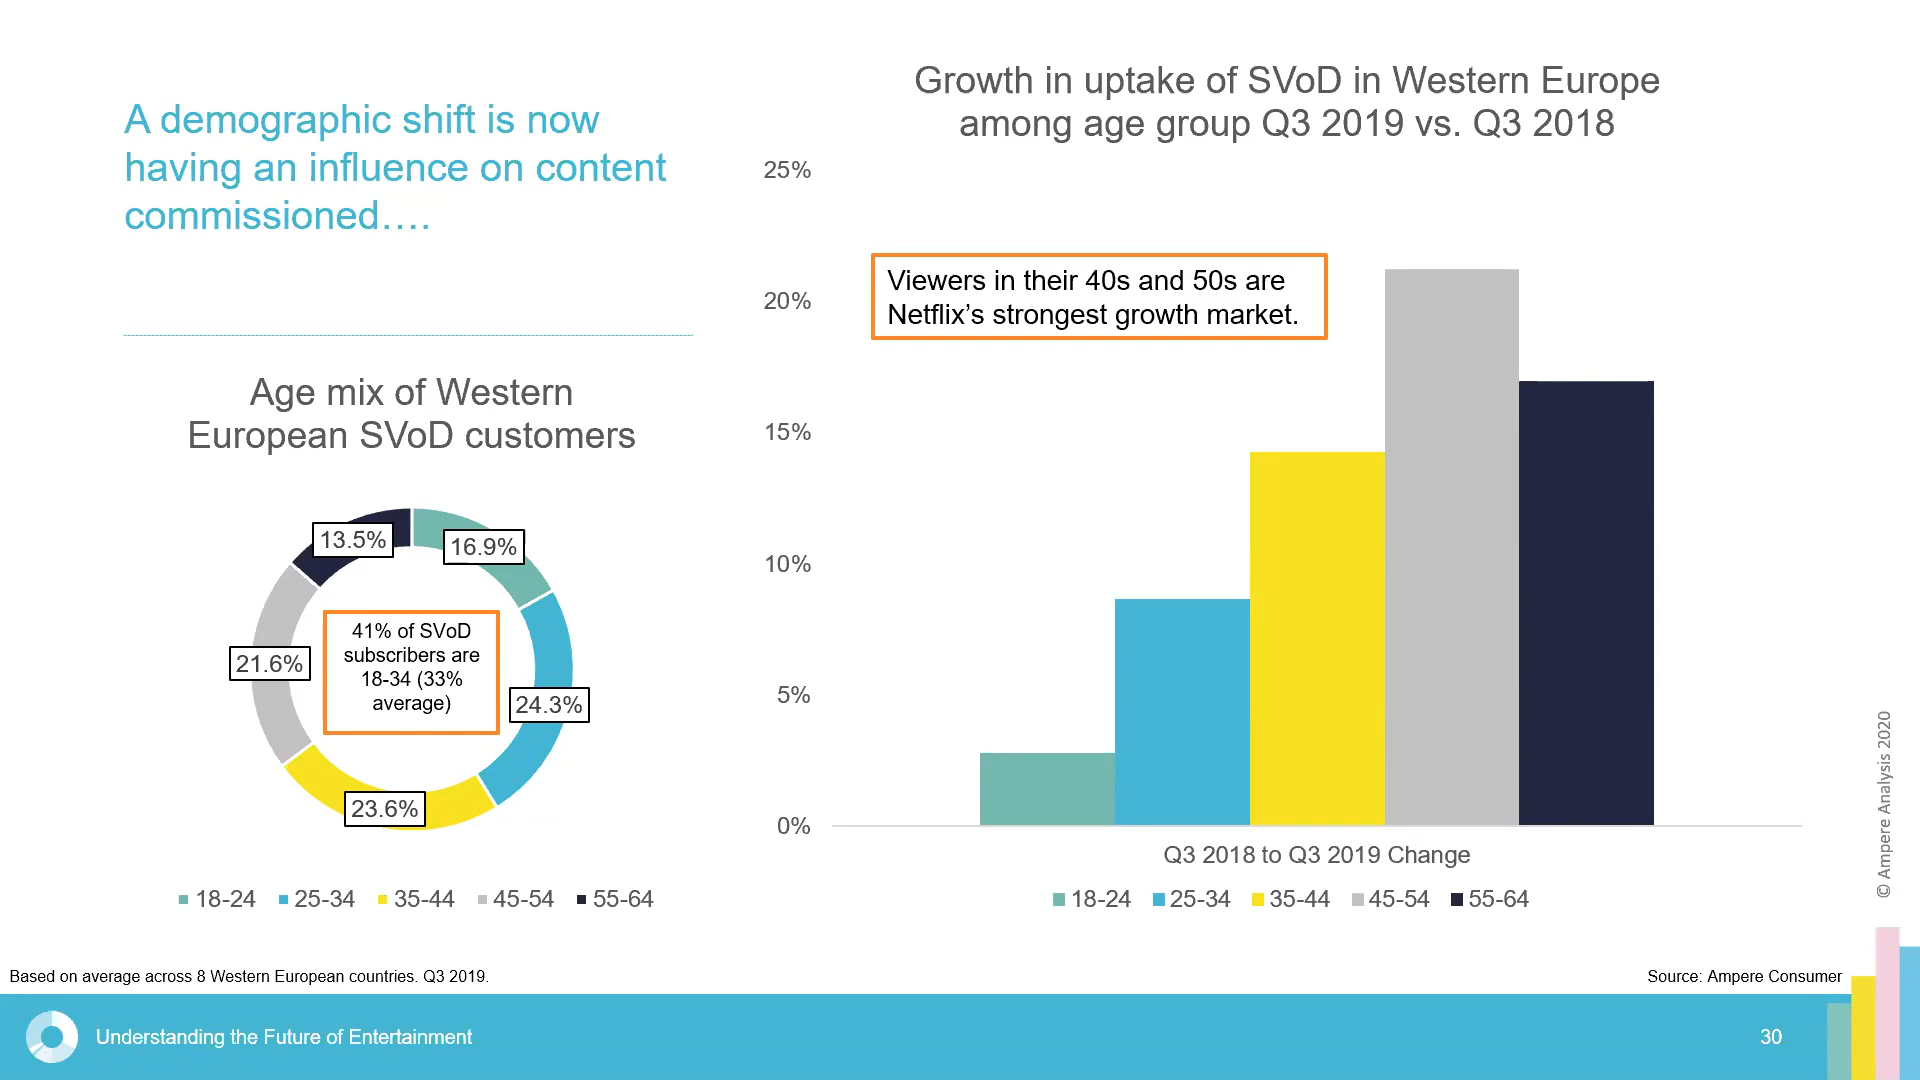 A demographic shift is now
having an influence on content
commissioned….
Age mix of Western
European SVoD customers
13.5%
16.9%
21.6%
24.3%
23.6%
41% of SVoD
subscribers are
18-34 (33%
average)
18-24 25-34 35-44 45-54 55-64
Growth in uptake of SVoD in Western Europe
among age group Q3 2019 vs. Q3 2018
25%
20%
15%
10%
5%
0%
Viewers in their 40s and 50s are
Netflix’s strongest growth market.
Q3 2018 to Q3 2019 Change
18-24 25-34 35-44 45-54 55-64
© Ampere Analysis 2020
Based on average across 8 Western European countries. Q3 2019.
Source: Ampere Consumer
Understanding the Future of Entertainment
30